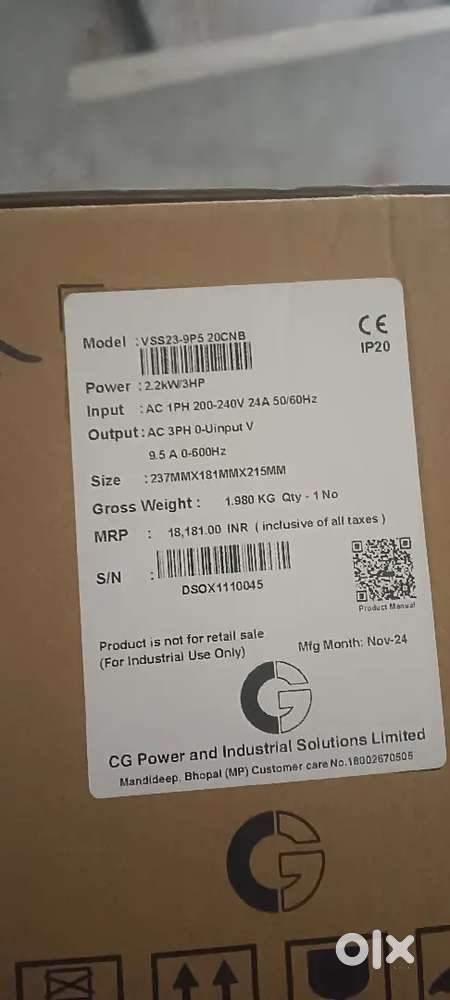 Model : VSS23-9P5 20CNB
CE
IP20
Power : 2.2kW/3HP
Input : AC 1PH 200-240V 24A 50/60Hz
Output : AC 3PH 0-Uinput V
9.5 A 0-600Hz
Size : 237MMX181MMX215MM
Gross Weight : 1.980 KG Qty - 1 No
MRP : 18,181.00 INR ( inclusive of all taxes )
S/N :
DSOX1110045
Product Manual
Product is not for retail sale
(For Industrial Use Only)
Mfg Month: Nov-24
CG
CG Power and Industrial Solutions Limited
Mandideep, Bhopal (MP) Customer care No.18002670505
CG
olx